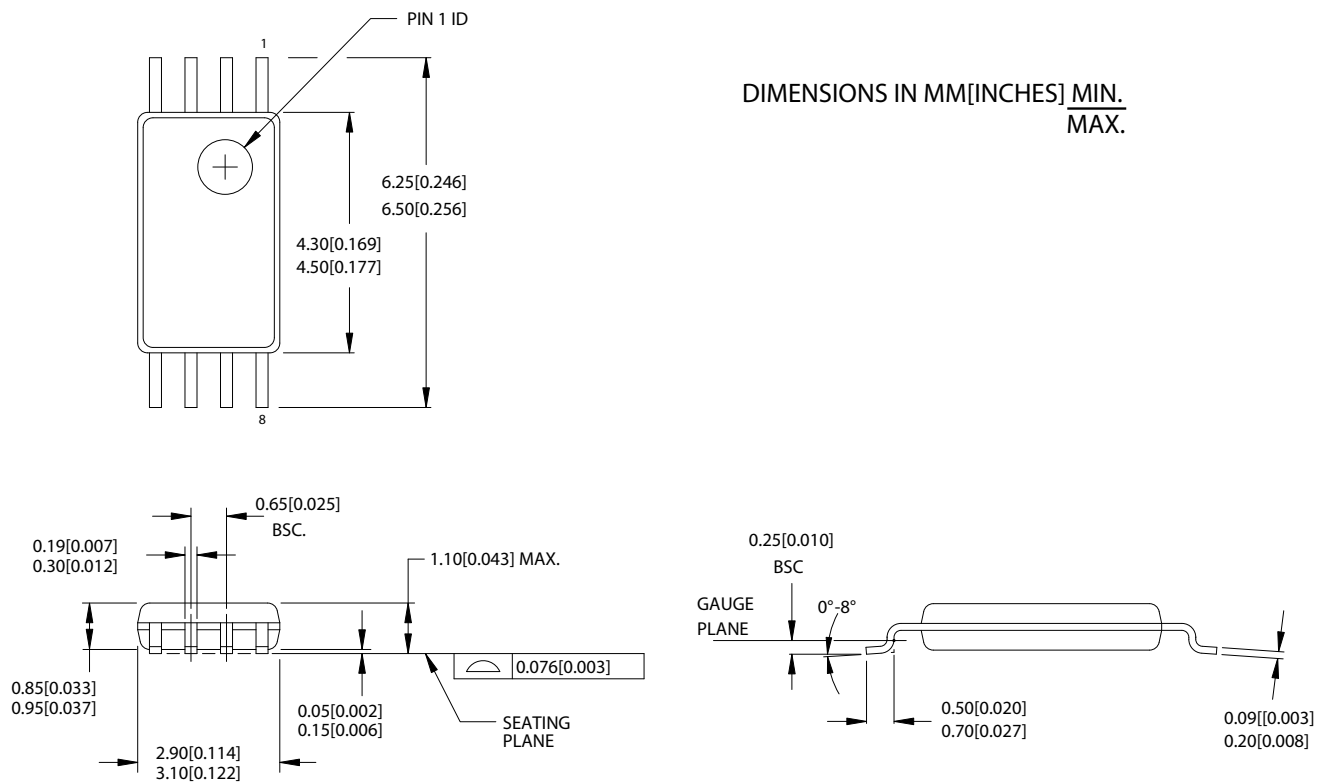 PIN 1 ID
1
DIMENSIONS IN MM[INCHES] MIN.
MAX.
6.25[0.246]
6.50[0.256]
4.30[0.169]
4.50[0.177]
8
0.65[0.025]
BSC.
0.19[0.007]
0.30[0.012]
1.10[0.043] MAX.
0.25[0.010]
BSC
GAUGE
PLANE
0°-8°
0.076[0.003]
0.85[0.033]
0.95[0.037]
0.05[0.002]
0.15[0.006]
SEATING
PLANE
0.50[0.020]
0.70[0.027]
0.09[[0.003]
0.20[0.008]
2.90[0.114]
3.10[0.122]